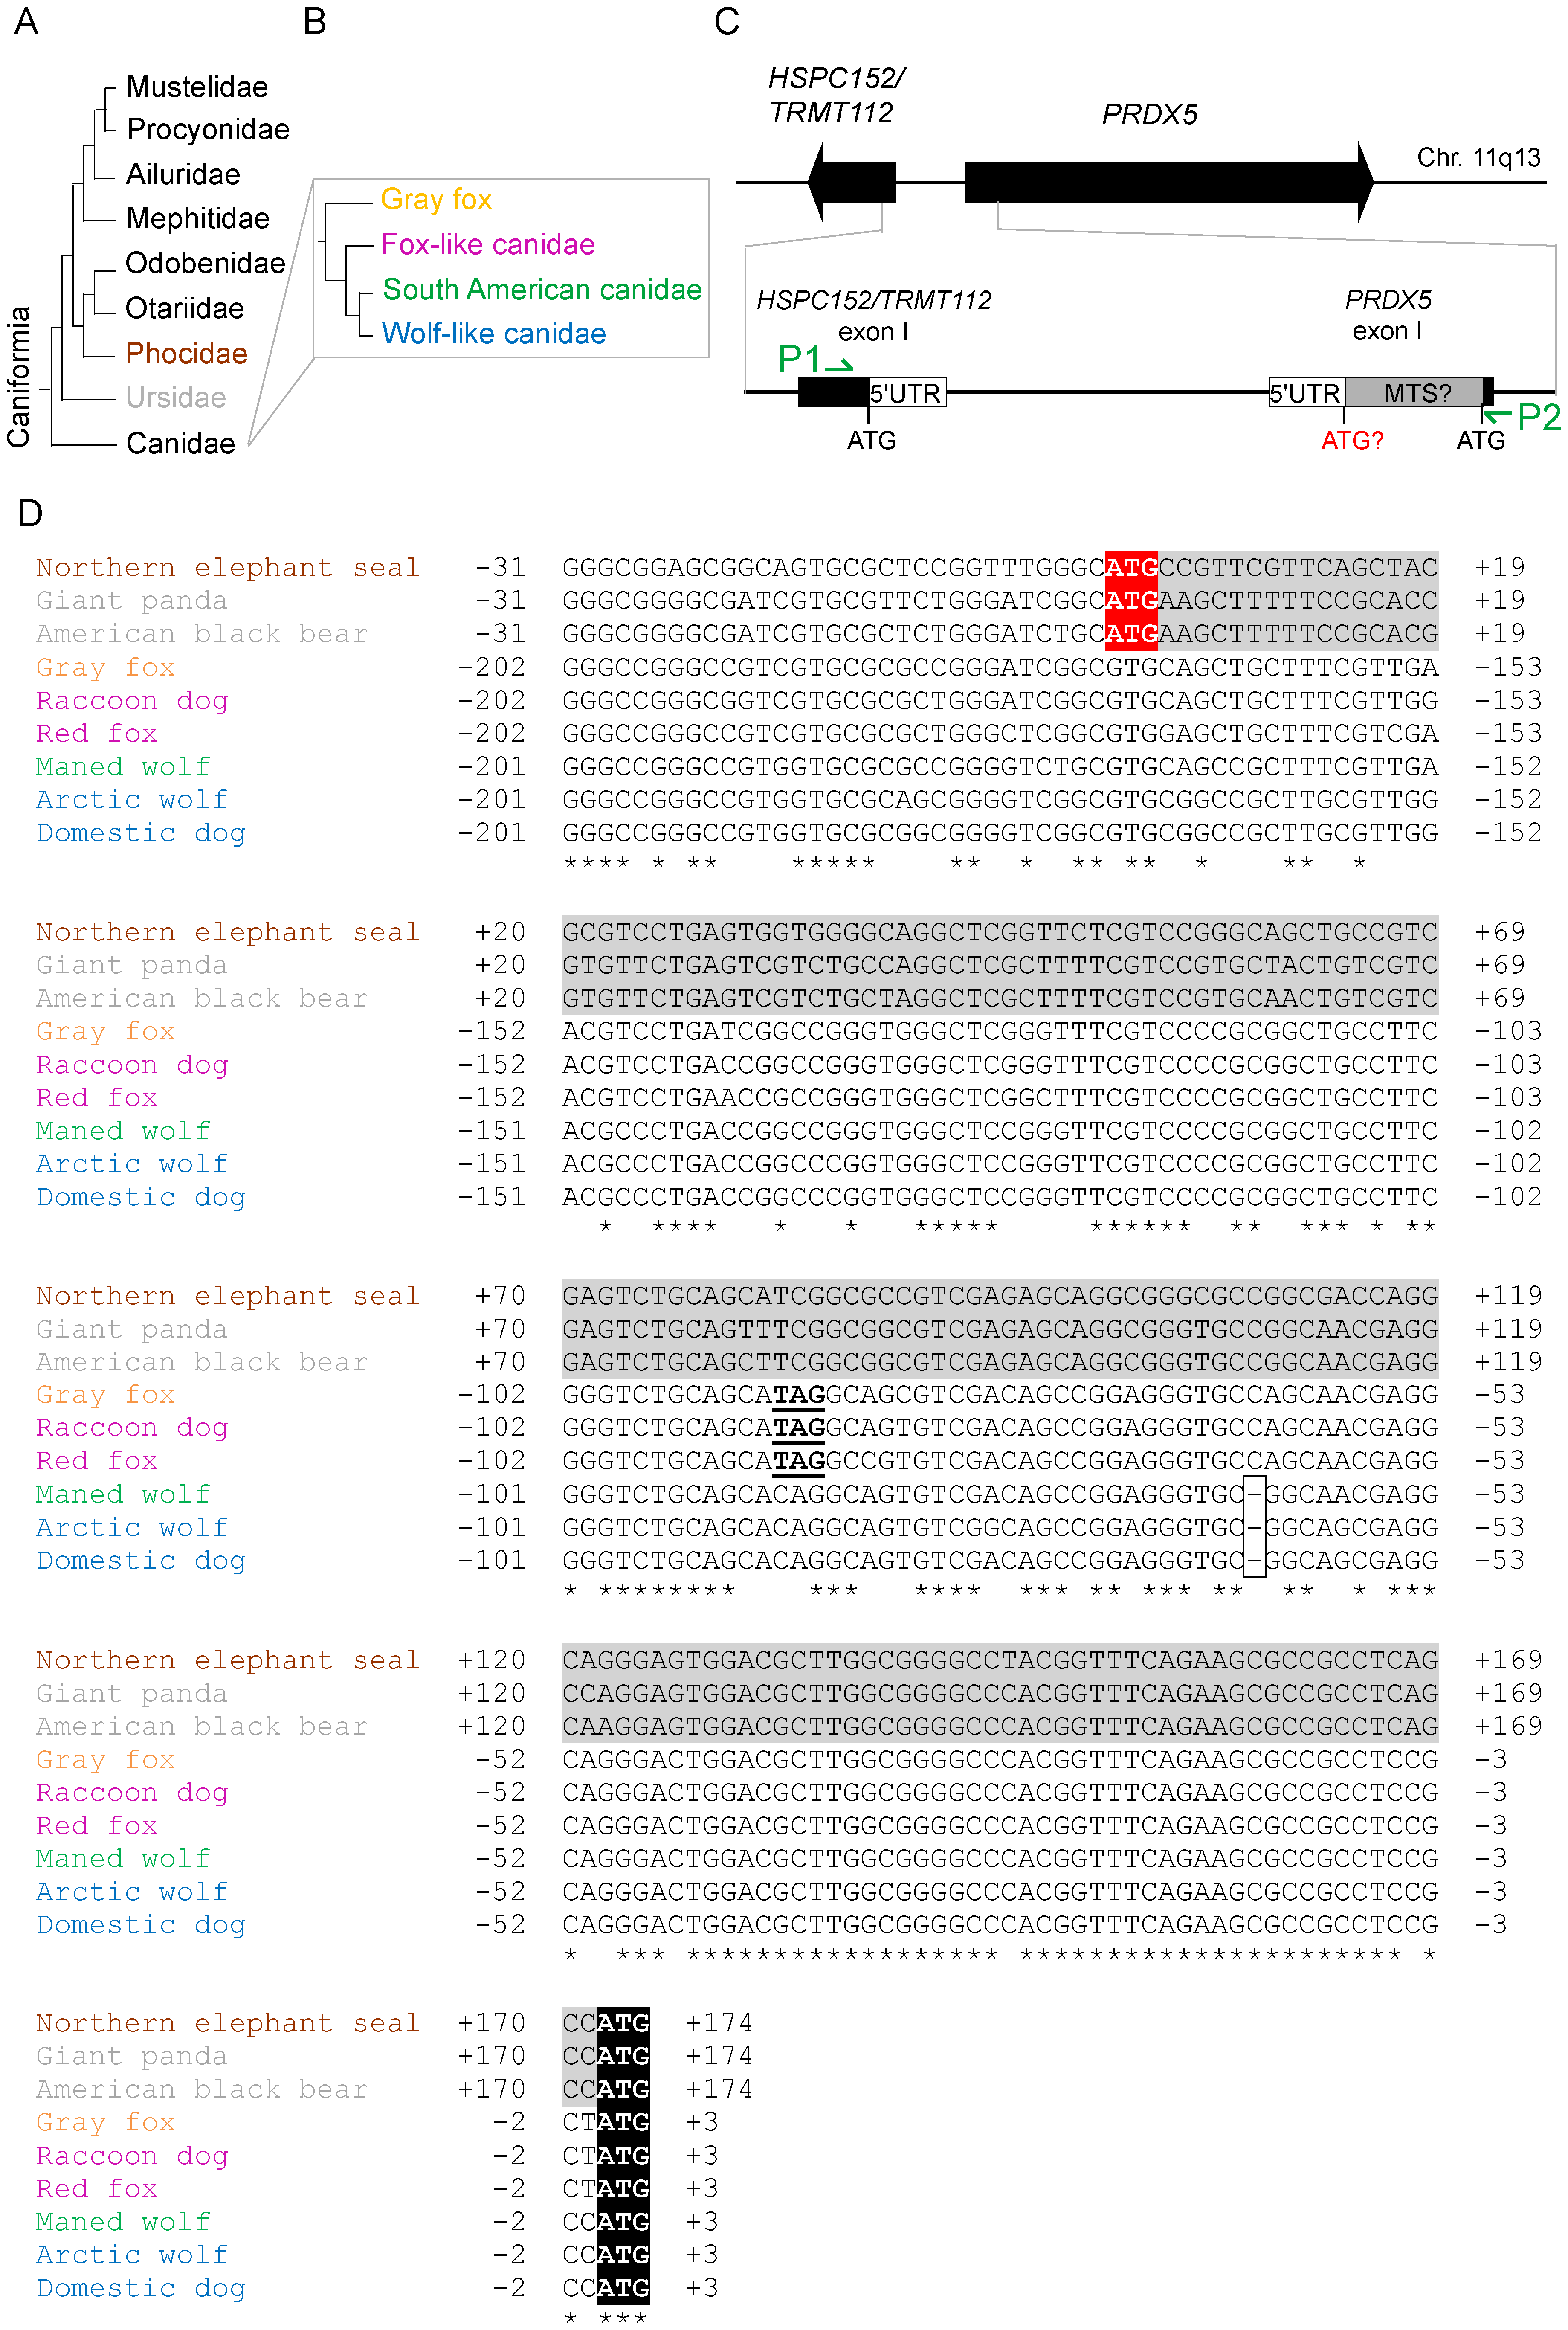 A
B
C
Mustelidae
Procyonidae
Ailuridae
Mephitidae
Odobenidae
Otariidae
Phocidae
Ursidae
Canidae
Caniformia
Gray fox
Fox-like canidae
South American canidae
Wolf-like canidae
HSPC152/
TRMT112
PRDX5
Chr. 11q13
HSPC152/TRMT112
exon I
PRDX5
exon I
P1
5'UTR
5'UTR
MTS?
P2
ATG
ATG?
ATG
D
Northern elephant seal -31 GGGCGGAGCGGCAGTGCGCTCCGGTTTGGGCATGCCGTTCGTTCAGCTAC +19
Giant panda -31 GGGCGGGGCGATCGTGCGTTCTGGGATCGGCATGAAGCTTTTTCCGCACC +19
American black bear -31 GGGCGGGGCGATCGTGCGCTCTGGGATCTGCATGAAGCTTTTTCCGCACG +19
Gray fox -202 GGGCCGGGCCGTCGTGCGCGCCGGGATCGGCGTGCAGCTGCTTTCGTTGA -153
Raccoon dog -202 GGGCCGGGCGGTCGTGCGCGCTGGGATCGGCGTGCAGCTGCTTTCGTTGG -153
Red fox -202 GGGCCGGGCCGTCGTGCGCGCTGGGCTCGGCGTGGAGCTGCTTTCGTCGA -153
Maned wolf -201 GGGCCGGGCCGTGGTGCGCGCCGGGGTCTGCGTGCAGCCGCTTTCGTTGA -152
Arctic wolf -201 GGGCCGGGCCGTGGTGCGCAGCGGGGTCGGCGTGCGGCCGCTTGCGTTGG -152
Domestic dog -201 GGGCCGGGCCGTGGTGCGCGGCGGGGTCGGCGTGCGGCCGCTTGCGTTGG -152
**** * ** ***** ** * ** ** * ** *
Northern elephant seal +20 GCGTCCTGAGTGGTGGGGCAGGCTCGGTTCTCGTCCGGGCAGCTGCCGTC +69
Giant panda +20 GTGTTCTGAGTCGTCTGCCAGGCTCGCTTTTCGTCCGTGCTACTGTCGTC +69
American black bear +20 GTGTTCTGAGTCGTCTGCTAGGCTCGCTTTTCGTCCGTGCAACTGTCGTC +69
Gray fox -152 ACGTCCTGATCGGCCGGGTGGGCTCGGGTTTCGTCCCCGCGGCTGCCTTC -103
Raccoon dog -152 ACGTCCTGACCGGCCGGGTGGGCTCGGGTTTCGTCCCCGCGGCTGCCTTC -103
Red fox -152 ACGTCCTGAACCGCCGGGTGGGCTCGGCTTTCGTCCCCGCGGCTGCCTTC -103
Maned wolf -151 ACGCCCTGACCGGCCGGGTGGGCTCCGGGTTCGTCCCCGCGGCTGCCTTC -102
Arctic wolf -151 ACGCCCTGACCGGCCCGGTGGGCTCCGGGTTCGTCCCCGCGGCTGCCTTC -102
Domestic dog -151 ACGCCCTGACCGGCCCGGTGGGCTCCGGGTTCGTCCCCGCGGCTGCCTTC -102
* **** * * ***** ****** ** *** * **
Northern elephant seal +70 GAGTCTGCAGCATCGGCGCCGTCGAGAGCAGGCGGGCGCCGGCGACCAGG +119
Giant panda +70 GAGTCTGCAGTTTCGGCGGCGTCGAGAGCAGGCGGGTGCCGGCAACGAGG +119
American black bear +70 GAGTCTGCAGCTTCGGCGGCGTCGAGAGCAGGCGGGTGCCGGCAACGAGG +119
Gray fox -102 GGGTCTGCAGCATAGGCAGCGTCGACAGCCGGAGGGTGCCAGCAACGAGG -53
Raccoon dog -102 GGGTCTGCAGCATAGGCAGTGTCGACAGCCGGAGGGTGCCAGCAACGAGG -53
Red fox -102 GGGTCTGCAGCATAGGCCGTGTCGACAGCCGGAGGGTGCCAGCAACGAGG -53
Maned wolf -101 GGGTCTGCAGCACAGGCAGTGTCGACAGCCGGAGGGTGC–GGCAACGAGG -53
Arctic wolf -101 GGGTCTGCAGCACAGGCAGTGTCGGCAGCCGGAGGGTGC–GGCAGCGAGG -53
Domestic dog -101 GGGTCTGCAGCACAGGCAGTGTCGACAGCCGGAGGGTGC–GGCAGCGAGG -53
* ******** *** **** *** ** *** ** ** * ***
Northern elephant seal +120 CAGGGAGTGGACGCTTGGCGGGGCCTACGGTTTCAGAAGCGCCGCCTCAG +169
Giant panda +120 CCAGGAGTGGACGCTTGGCGGGGCCCACGGTTTCAGAAGCGCCGCCTCAG +169
American black bear +120 CAAGGAGTGGACGCTTGGCGGGGCCCACGGTTTCAGAAGCGCCGCCTCAG +169
Gray fox -52 CAGGGACTGGACGCTTGGCGGGGCCCACGGTTTCAGAAGCGCCGCCTCCG -3
Raccoon dog -52 CAGGGACTGGACGCTTGGCGGGGCCCACGGTTTCAGAAGCGCCGCCTCCG -3
Red fox -52 CAGGGACTGGACGCTTGGCGGGGCCCACGGTTTCAGAAGCGCCGCCTCCG -3
Maned wolf -52 CAGGGACTGGACGCTTGGCGGGGCCCACGGTTTCAGAAGCGCCGCCTCCG -3
Arctic wolf -52 CAGGGACTGGACGCTTGGCGGGGCCCACGGTTTCAGAAGCGCCGCCTCCG -3
Domestic dog -52 CAGGGACTGGACGCTTGGCGGGGCCCACGGTTTCAGAAGCGCCGCCTCCG -3
* *** ****************** ********************** *
Northern elephant seal +170 CCATG +174
Giant panda +170 CCATG +174
American black bear +170 CCATG +174
Gray fox -2 CTATG +3
Raccoon dog -2 CTATG +3
Red fox -2 CTATG +3
Maned wolf -2 CCATG +3
Arctic wolf -2 CCATG +3
Domestic dog -2 CCATG +3
* ***